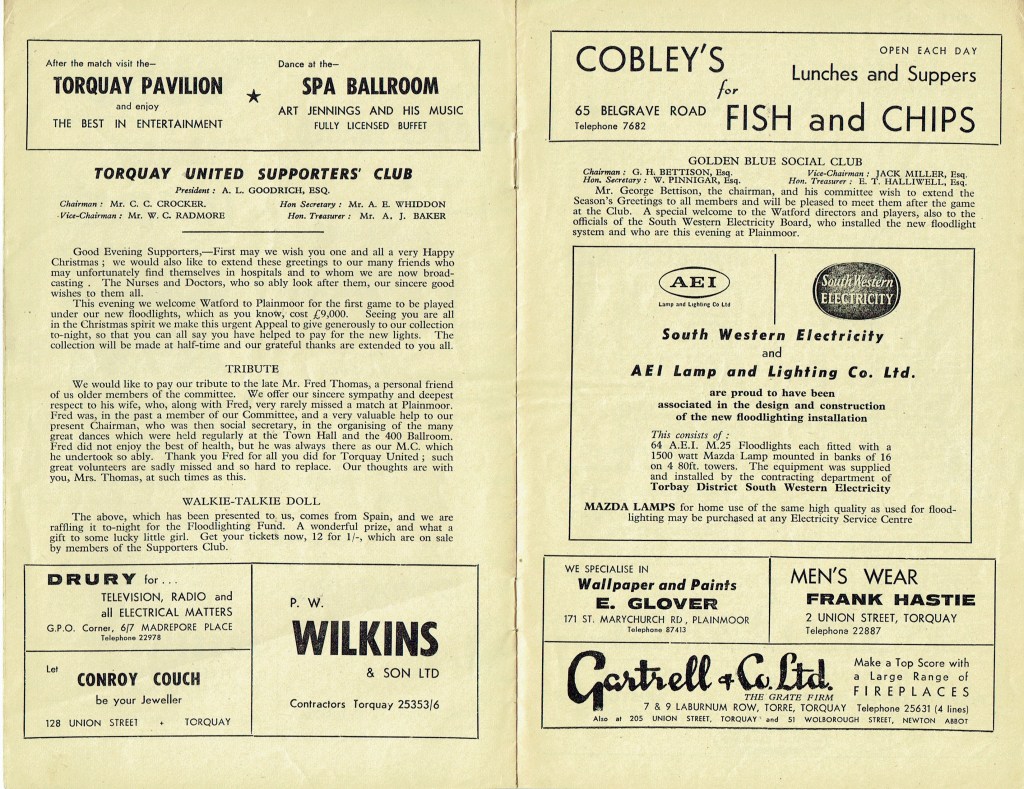 After the match visit the—
TORQUAY PAVILION
and enjoy
THE BEST IN ENTERTAINMENT
★
Dance at the—
SPA BALLROOM
ART JENNINGS AND HIS MUSIC
FULLY LICENSED BUFFET
TORQUAY UNITED SUPPORTERS' CLUB
President : A. L. GOODRICH, ESQ.
Chairman : Mr. C. C. CROCKER. Hon Secretary : Mr. A. E. WHIDDON
Vice-Chairman : Mr. W. C. RADMORE Hon. Treasurer : Mr. A. J. BAKER
Good Evening Supporters,—First may we wish you one and all a very Happy
Christmas ; we would also like to extend these greetings to our many friends who
may unfortunately find themselves in hospitals and to whom we are now broad-
casting . The Nurses and Doctors, who so ably look after them, our sincere good
wishes to them all.
This evening we welcome Watford to Plainmoor for the first game to be played
under our new floodlights, which as you know, cost £9,000. Seeing you are all
in the Christmas spirit we make this urgent Appeal to give generously to our collection
to-night, so that you can all say you have helped to pay for the new lights. The
collection will be made at half-time and our grateful thanks are extended to you all.
TRIBUTE
We would like to pay our tribute to the late Mr. Fred Thomas, a personal friend
of us older members of the committee. We offer our sincere sympathy and deepest
respect to his wife, who, along with Fred, very rarely missed a match at Plainmoor.
Fred was, in the past a member of our Committee, and a very valuable help to our
present Chairman, who was then social secretary, in the organising of the many
great dances which were held regularly at the Town Hall and the 400 Ballroom.
Fred did not enjoy the best of health, but he was always there as our M.C. which
he undertook so ably. Thank you Fred for all you did for Torquay United ; such
great volunteers are sadly missed and so hard to replace. Our thoughts are with
you, Mrs. Thomas, at such times as this.
WALKIE-TALKIE DOLL
The above, which has been presented to us, comes from Spain, and we are
raffling it to-night for the Floodlighting Fund. A wonderful prize, and what a
gift to some lucky little girl. Get your tickets now, 12 for 1/-, which are on sale
by members of the Supporters Club.
DRURY for . . .
TELEVISION, RADIO and
all ELECTRICAL MATTERS
G.P.O. Corner, 6/7 MADREPORE PLACE
Telephone 22978
Let
CONROY COUCH
be your Jeweller
128 UNION STREET • TORQUAY
P. W.
WILKINS
& SON LTD
Contractors Torquay 25353/6
COBLEY'S
for
65 BELGRAVE ROAD
Telephone 7682
OPEN EACH DAY
Lunches and Suppers
FISH and CHIPS
GOLDEN BLUE SOCIAL CLUB
Chairman : G. H. BETTISON, Esq. Vice-Chairman : JACK MILLER, Esq.
Hon. Secretary : W. PINNIGAR, Esq. Hon. Treasurer : E. T. HALLIWELL, Esq.
Mr. George Bettison, the chairman, and his committee wish to extend the
Season's Greetings to all members and will be pleased to meet them after the game
at the Club. A special welcome to the Watford directors and players, also to the
officials of the South Western Electricity Board, who installed the new floodlight
system and who are this evening at Plainmoor.
AEI
Lamp and Lighting Co Ltd
South Western
ELECTRICITY
South Western Electricity
and
AEI Lamp and Lighting Co. Ltd.
are proud to have been
associated in the design and construction
of the new floodlighting installation
This consists of :
64 A.E.I. M.25 Floodlights each fitted with a
1500 watt Mazda Lamp mounted in banks of 16
on 4 80ft. towers. The equipment was supplied
and installed by the contracting department of
Torbay District South Western Electricity
MAZDA LAMPS for home use of the same high quality as used for flood-
lighting may be purchased at any Electricity Service Centre
WE SPECIALISE IN
Wallpaper and Paints
E. GLOVER
171 ST. MARYCHURCH RD, PLAINMOOR
Telephone 87413
MEN'S WEAR
FRANK HASTIE
2 UNION STREET, TORQUAY
Telephone 22887
Gartrell & Co. Ltd.
THE GRATE FIRM
Make a Top Score with
a Large Range of
FIREPLACES
7 & 9 LABURNUM ROW, TORRE, TORQUAY Telephone 25631 (4 lines)
Also at 205 UNION STREET, TORQUAY and 51 WOLBOROUGH STREET, NEWTON ABBOT